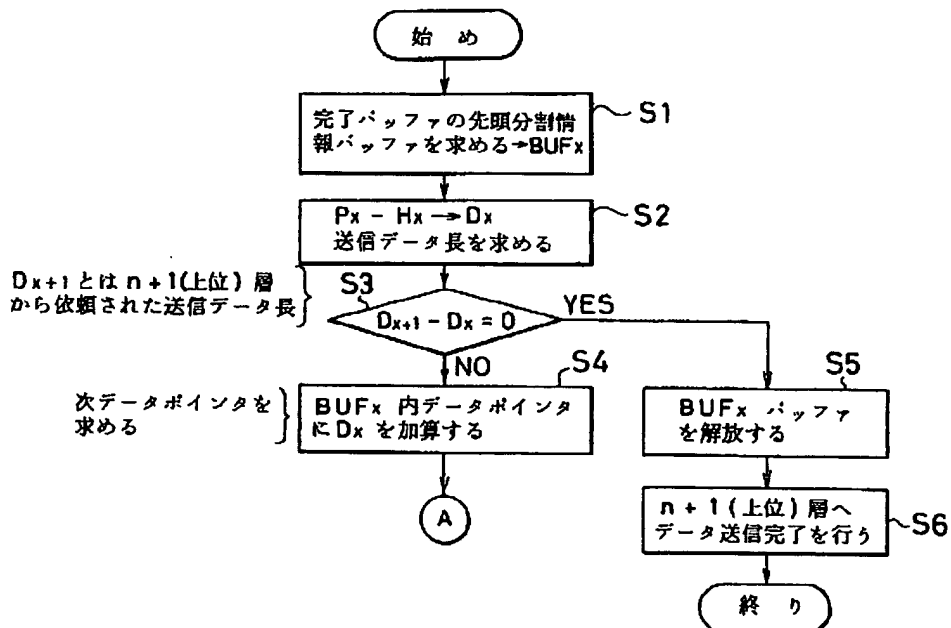 始め
完了バッファの先頭分割情
報バッファを求める→BUFx
S1
Px - Hx → Dx
送信データ長を求める
S2
Dx+1とはn+1(上位)層
から依頼された送信データ長
S3
Dx+1 - Dx = 0
YES
NO
S4
次データポインタを
求める
BUFx 内データポインタ
にDxを加算する
A
S5
BUFx バッファ
を解放する
n+1(上位)層へ
データ送信完了を行う
S6
終り